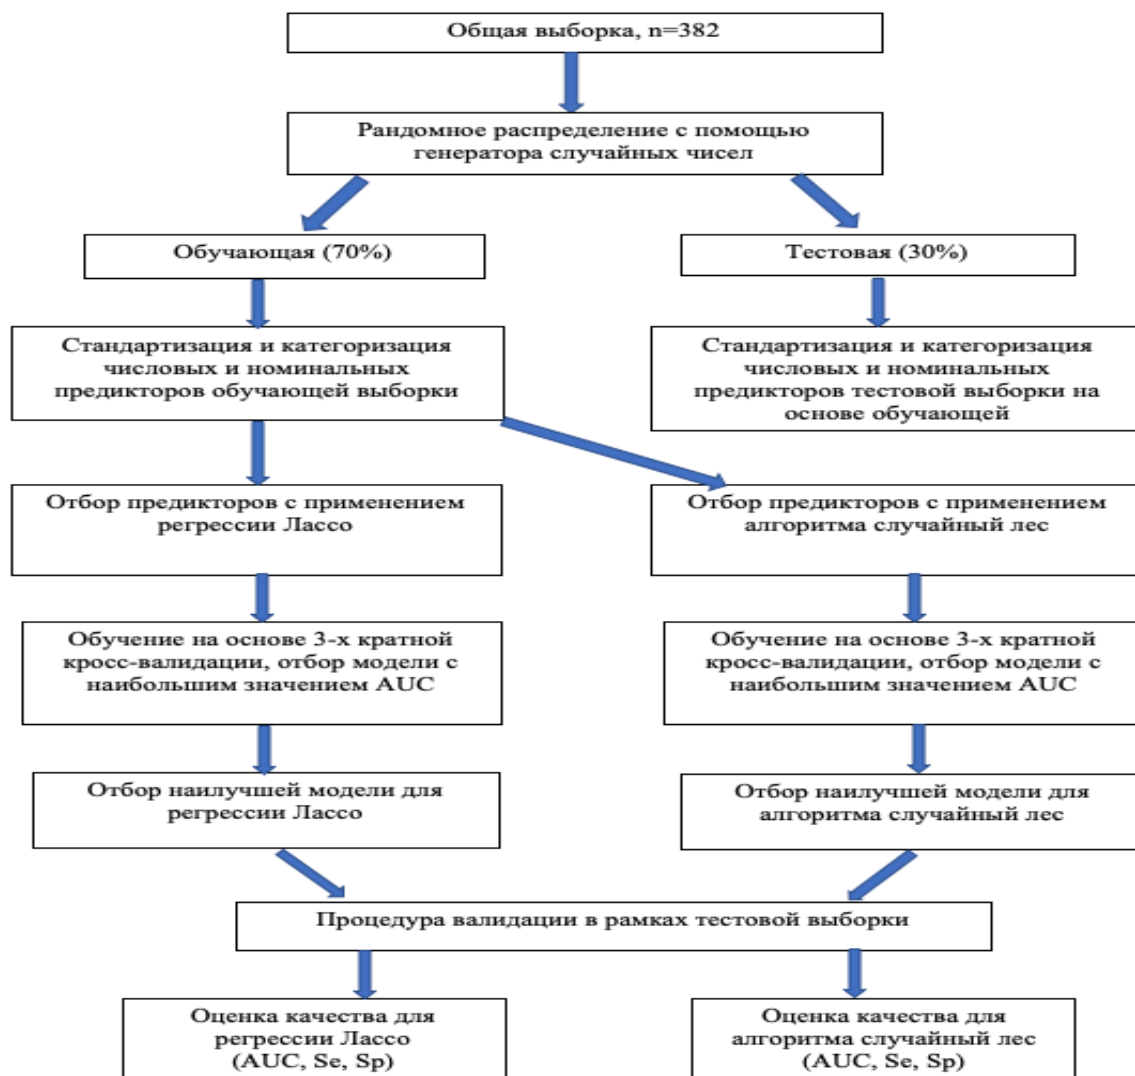 Общая выборка, n=382
Рандомное распределение с помощью
генератора случайных чисел
Обучающая (70%)
Тестовая (30%)
Стандартизация и категоризация
числовых и номинальных
предикторов обучающей выборки
Стандартизация и категоризация
числовых и номинальных
предикторов тестовой выборки на
основе обучающей
Отбор предикторов с применением
регрессии Лассо
Отбор предикторов с применением
алгоритма случайный лес
Обучение на основе 3-х кратной
кросс-валидации, отбор модели с
наибольшим значением AUC
Обучение на основе 3-х кратной
кросс-валидации, отбор модели с
наибольшим значением AUC
Отбор наилучшей модели для
регрессии Лассо
Отбор наилучшей модели для
алгоритма случайный лес
Процедура валидации в рамках тестовой выборки
Оценка качества для
регрессии Лассо
(AUC, Se, Sp)
Оценка качества для
алгоритма случайный лес
(AUC, Se, Sp)